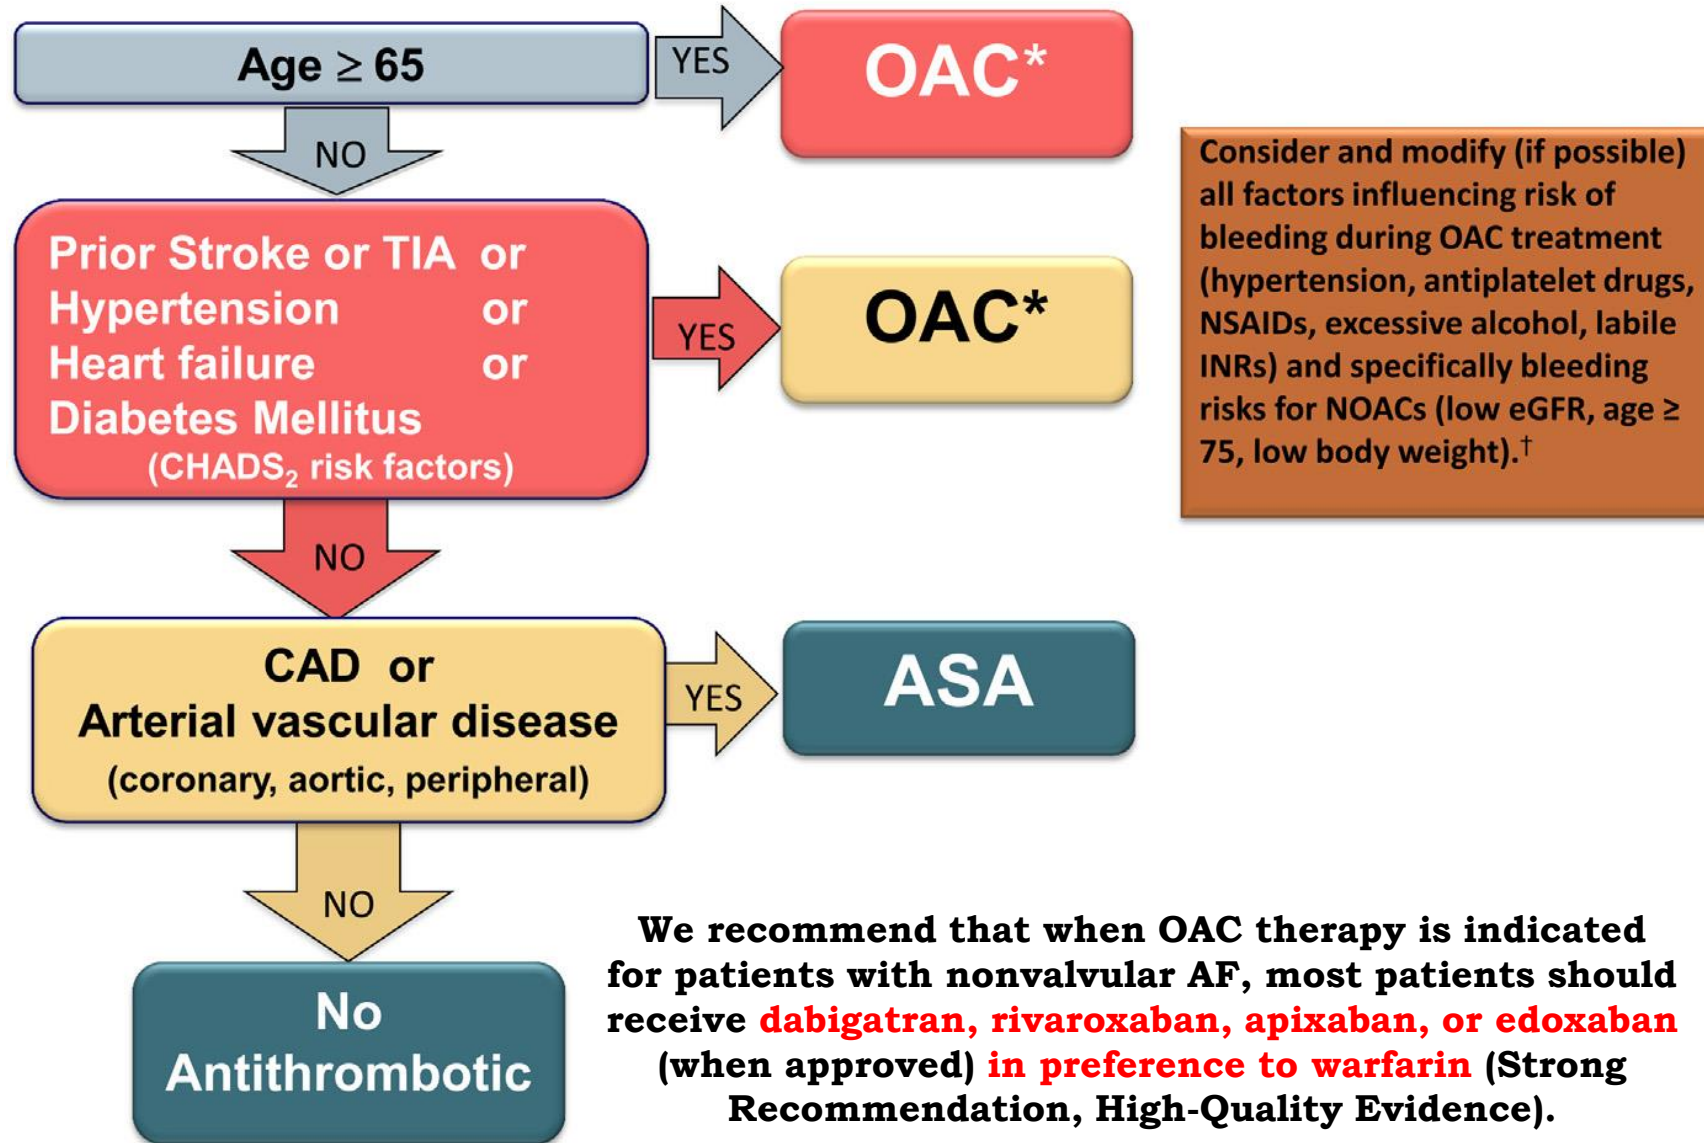 Age ≥ 65
YES
OAC*
NO
Prior Stroke or TIA or
Hypertension or
Heart failure or
Diabetes Mellitus
(CHADS₂ risk factors)
YES
OAC*
Consider and modify (if possible)
all factors influencing risk of
bleeding during OAC treatment
(hypertension, antiplatelet drugs,
NSAIDs, excessive alcohol, labile
INRs) and specifically bleeding
risks for NOACs (low eGFR, age ≥
75, low body weight).†
NO
CAD or
Arterial vascular disease
(coronary, aortic, peripheral)
YES
ASA
NO
No
Antithrombotic
We recommend that when OAC therapy is indicated
for patients with nonvalvular AF, most patients should
receive dabigatran, rivaroxaban, apixaban, or edoxaban
(when approved) in preference to warfarin (Strong
Recommendation, High-Quality Evidence).